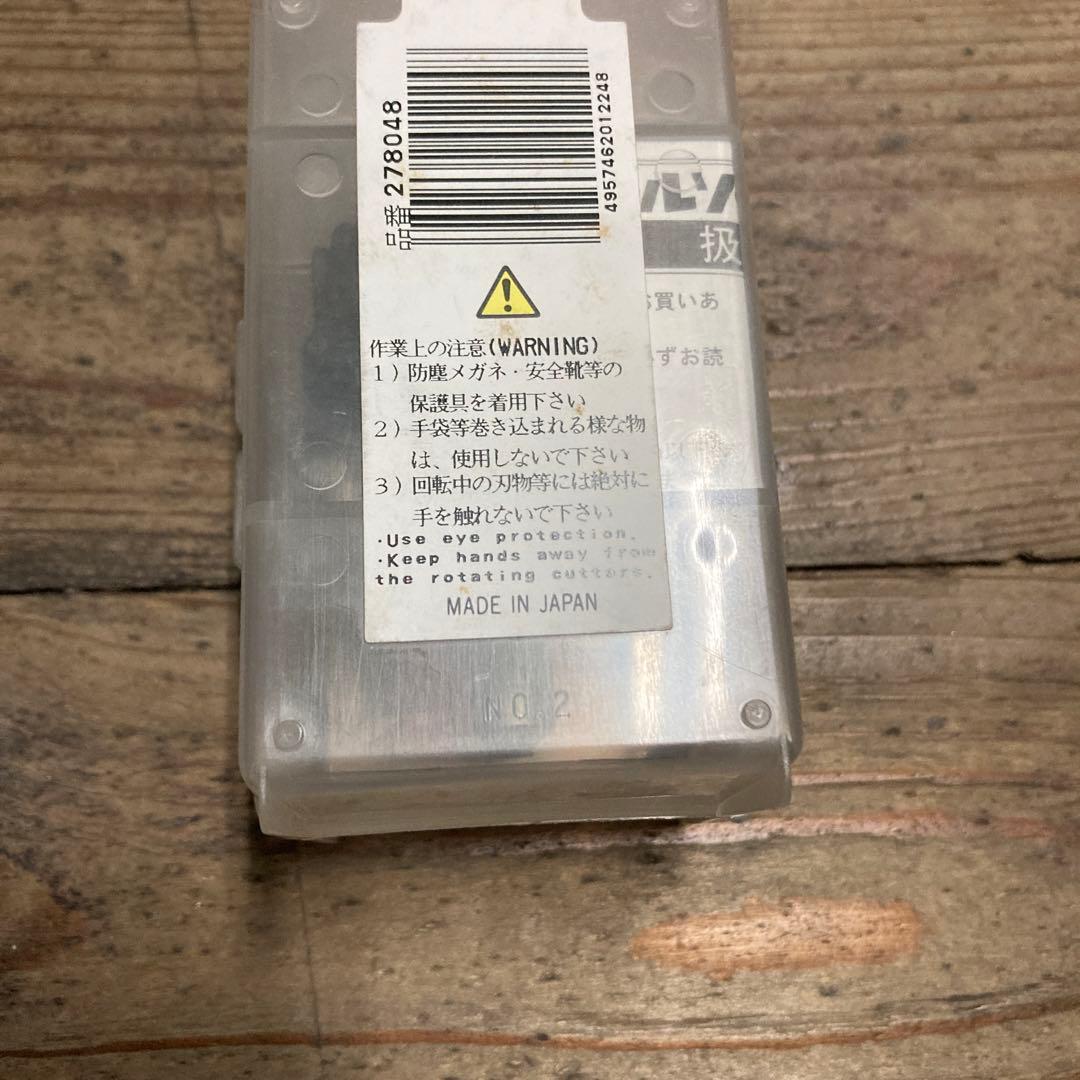 品番 278048
4957462012248
ルソ
扱
お買いあ
ずお読
作業上の注意(WARNING)
1) 防塵メガネ・安全靴等の
保護具を着用下さい
2) 手袋等巻き込まれる様な物
は、使用しないで下さい
3) 回転中の刃物等には絶対に
手を触れないで下さい
·Use eye protection.
·Keep hands away from
the rotating cuttars.
MADE IN JAPAN
NO.2